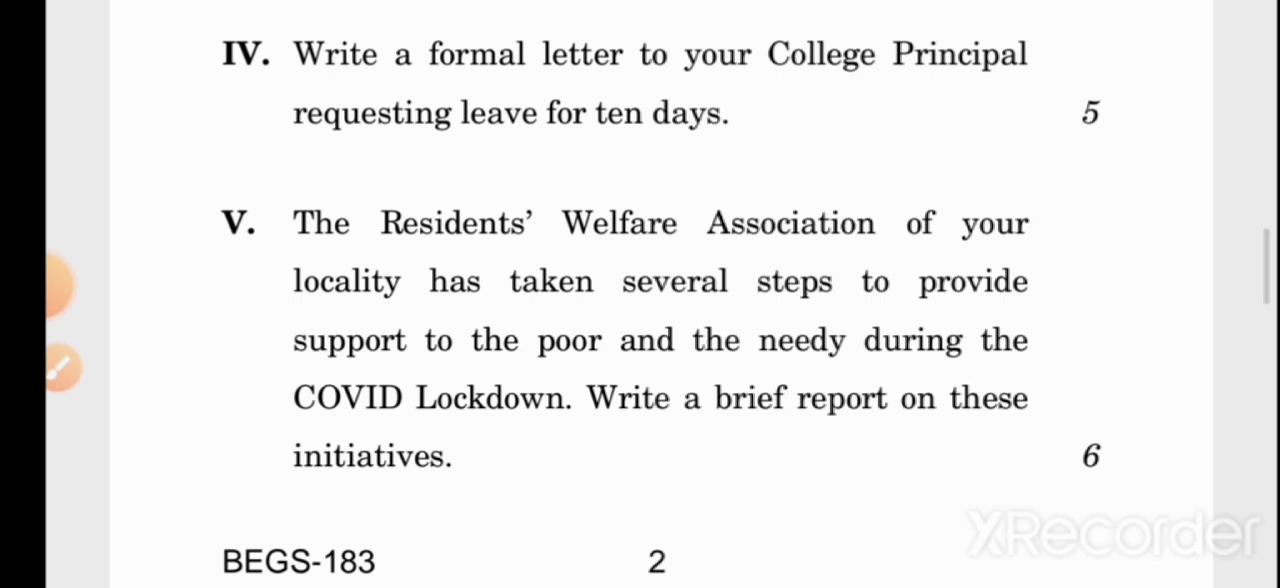 IV. Write a formal letter to your College Principal
requesting leave for ten days. 5
V. The Residents’ Welfare Association of your
locality has taken several steps to provide
support to the poor and the needy during the
COVID Lockdown. Write a brief report on these
initiatives. 6
XRecorder
BEGS-183 2